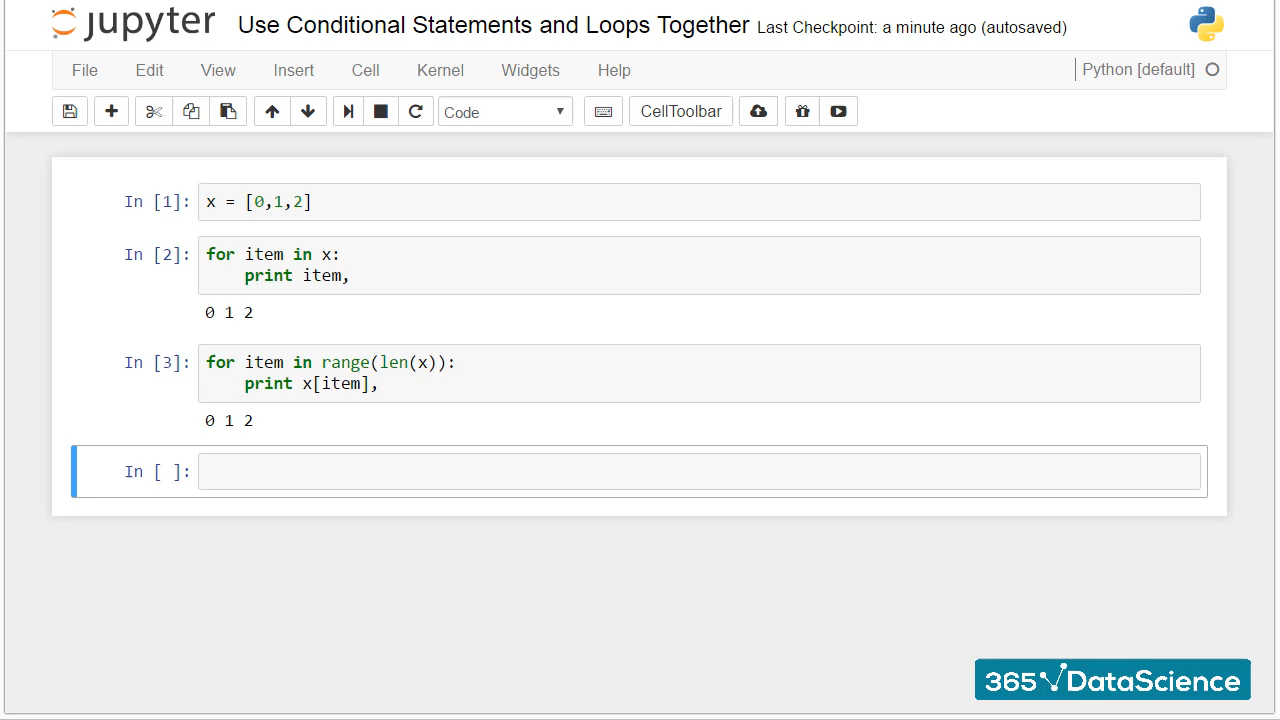 jupyter Use Conditional Statements and Loops Together Last Checkpoint: a minute ago (autosaved)
File Edit View Insert Cell Kernel Widgets Help Python [default]
Code CellToolbar
In [1]: x = [0,1,2]
In [2]: for item in x:
print item,
0 1 2
In [3]: for item in range(len(x)):
print x[item],
0 1 2
In [ ]:
365 DataScience